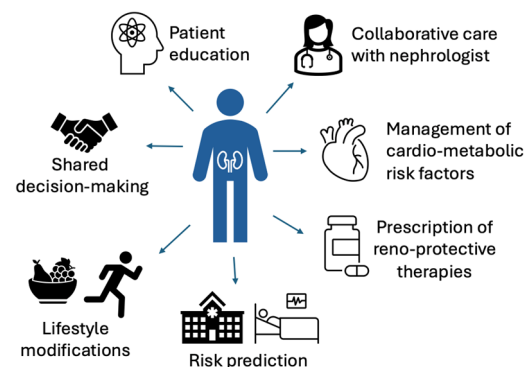 Patient
education
Collaborative care
with nephrologist
Shared
decision-making
Management of
cardio-metabolic
risk factors
Prescription of
reno-protective
therapies
Lifestyle
modifications
Risk prediction